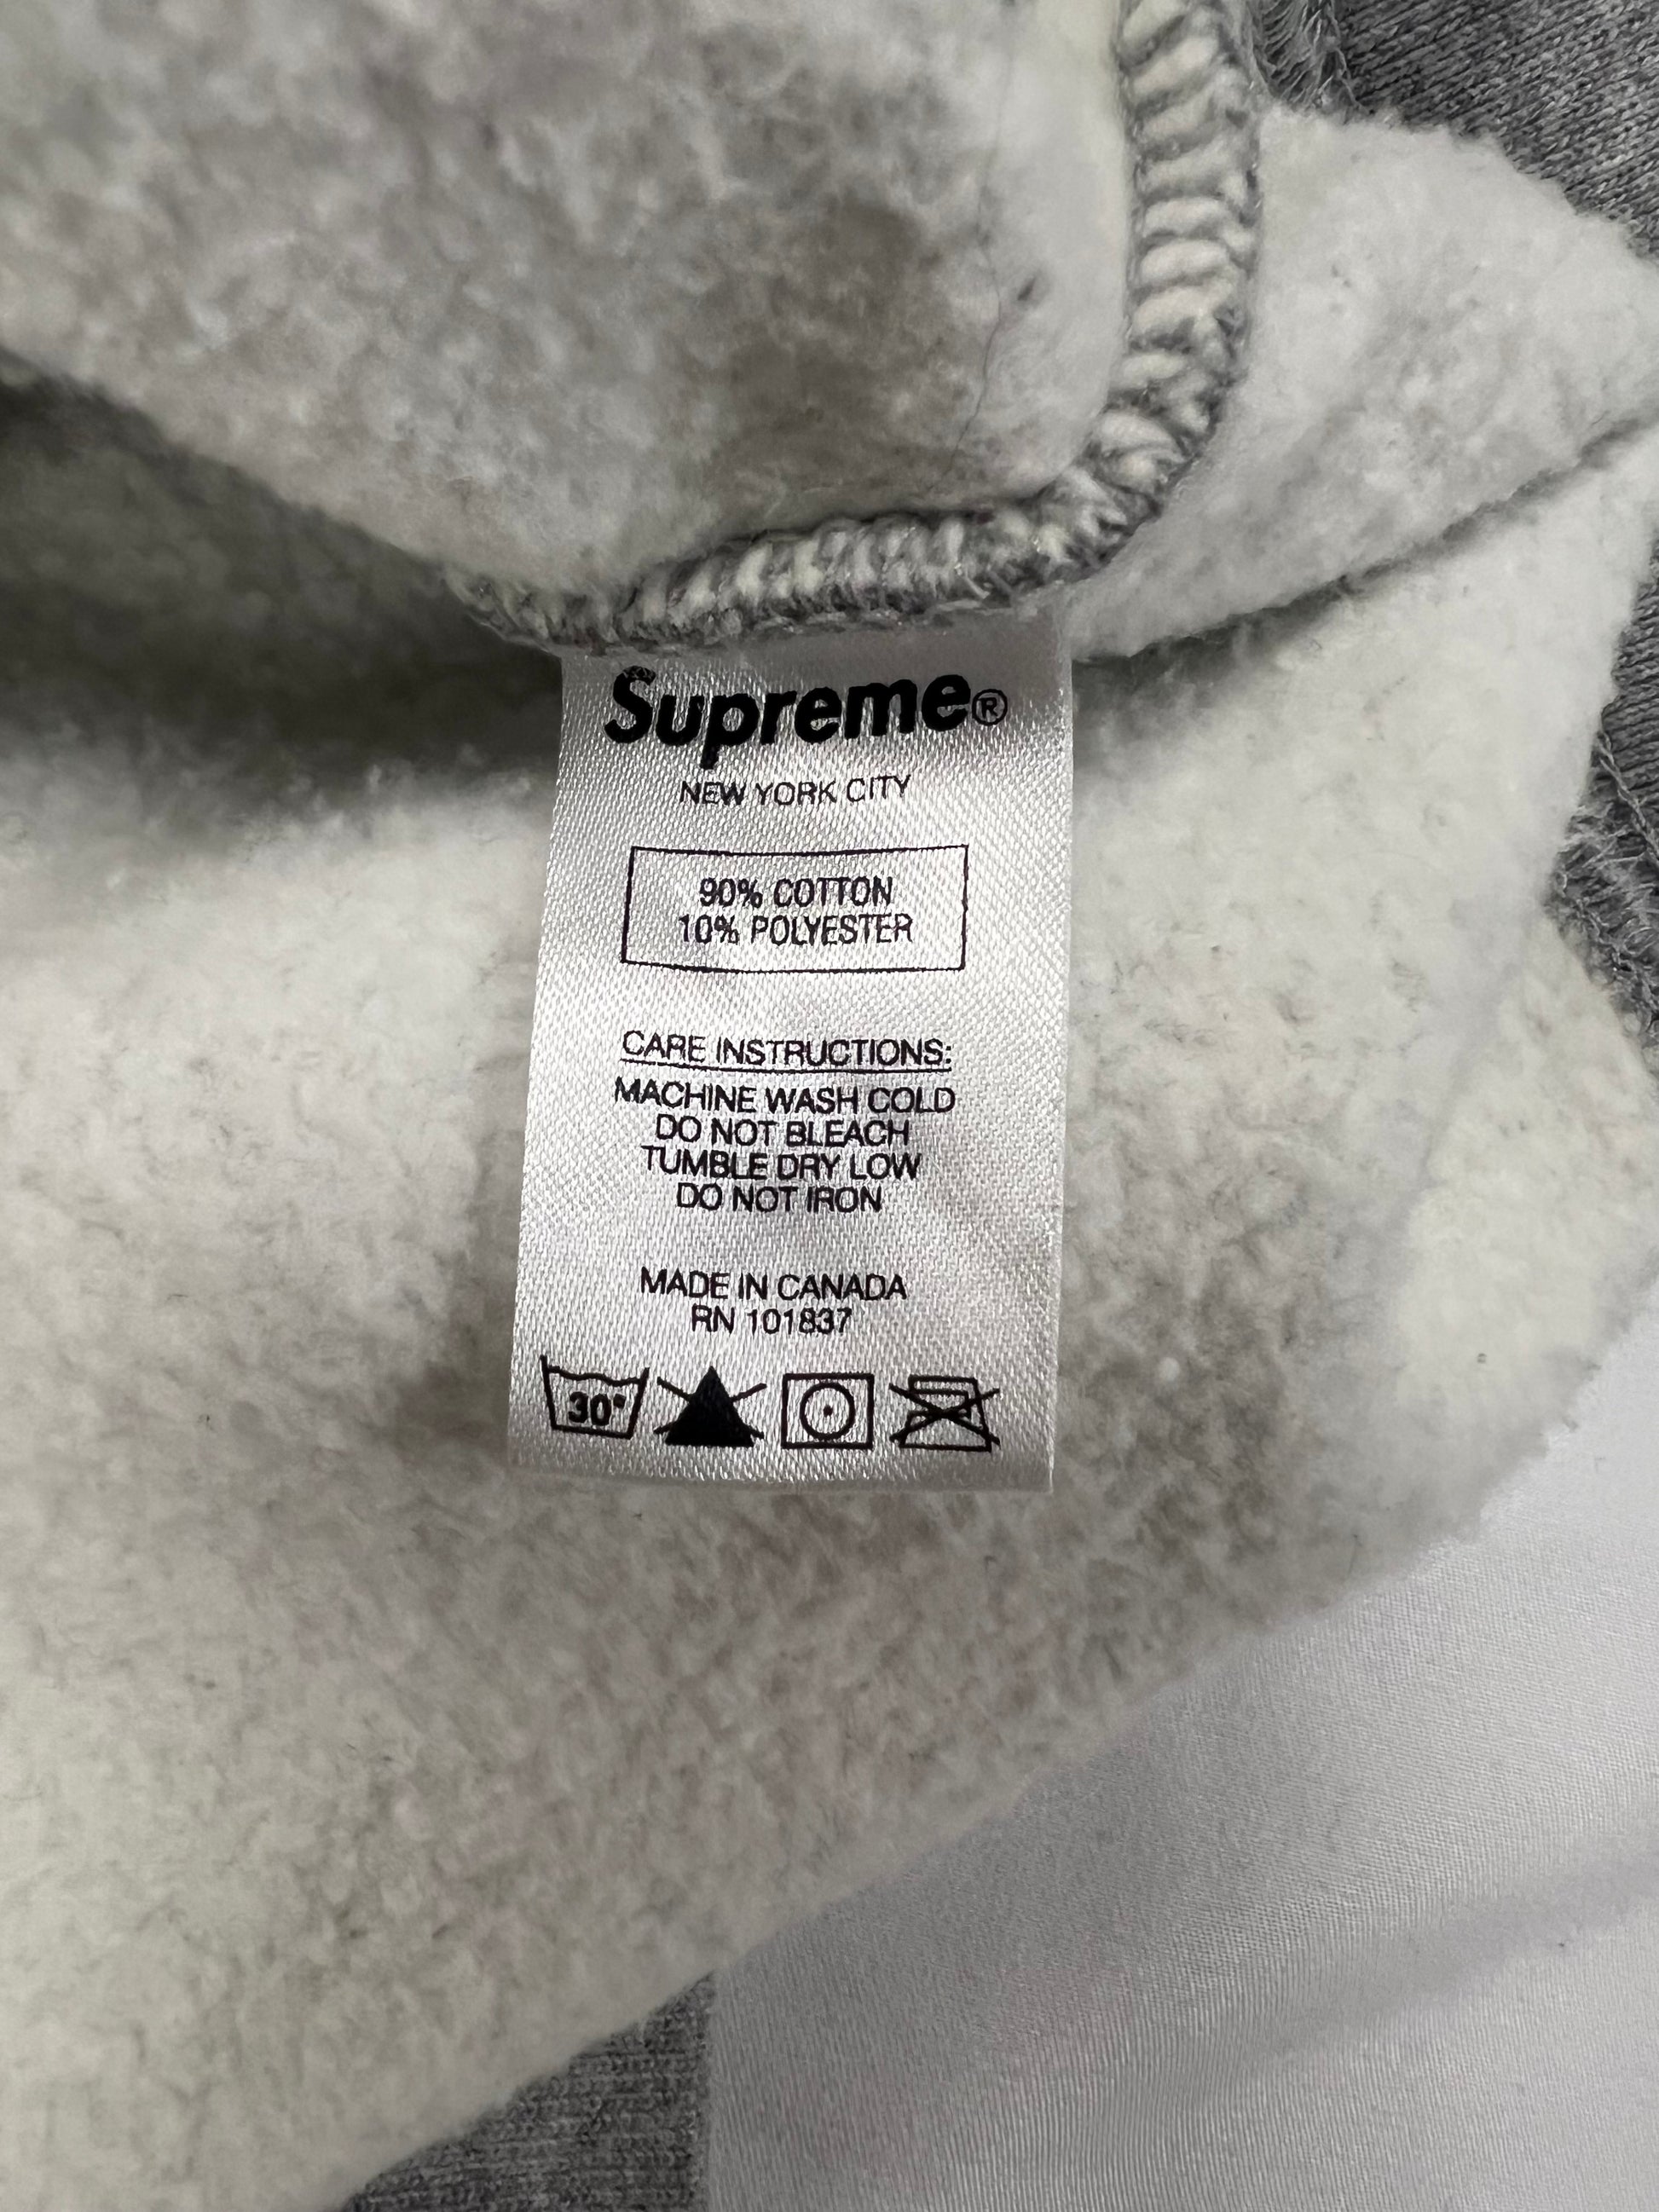 Supreme®
NEW YORK CITY
90% COTTON
10% POLYESTER
CARE INSTRUCTIONS:
MACHINE WASH COLD
DO NOT BLEACH
TUMBLE DRY LOW
DO NOT IRON
MADE IN CANADA
RN 101837
30°